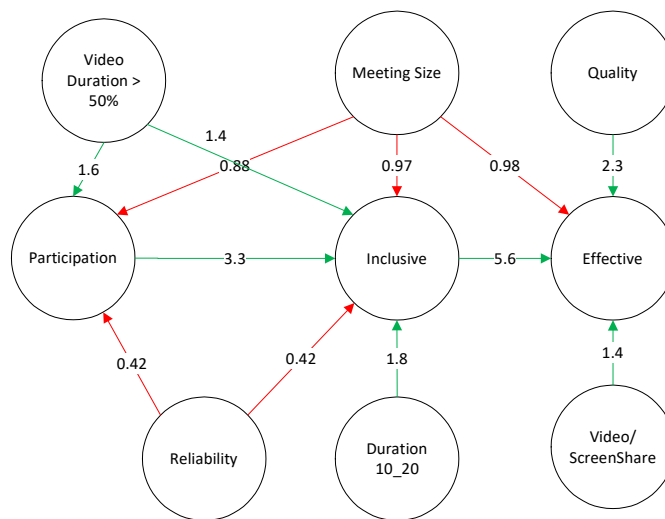 Video
Duration >
50%
Meeting Size
Quality
1.4
1.6
0.88
0.97
0.98
2.3
Participation
3.3
Inclusive
5.6
Effective
0.42
0.42
1.8
1.4
Reliability
Duration
10_20
Video/
ScreenShare